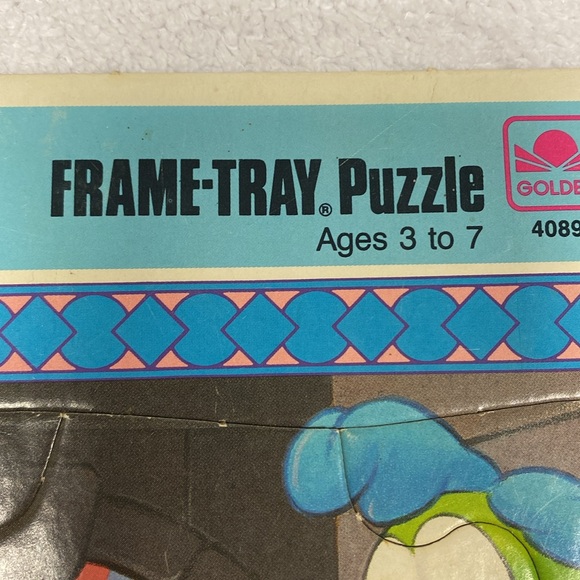 FRAME-TRAY® Puzzle
Ages 3 to 7
GOLDE
4089